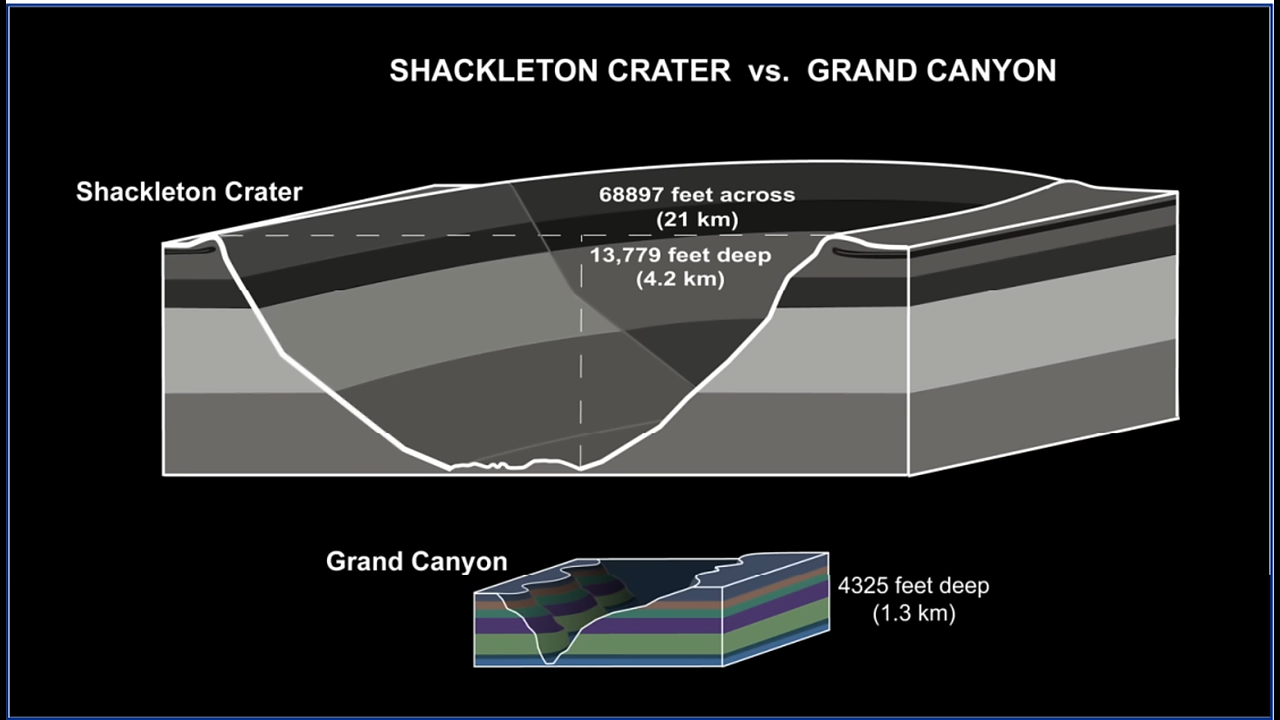 SHACKLETON CRATER vs. GRAND CANYON
Shackleton Crater
68897 feet across
(21 km)
13,779 feet deep
(4.2 km)
Grand Canyon
4325 feet deep
(1.3 km)